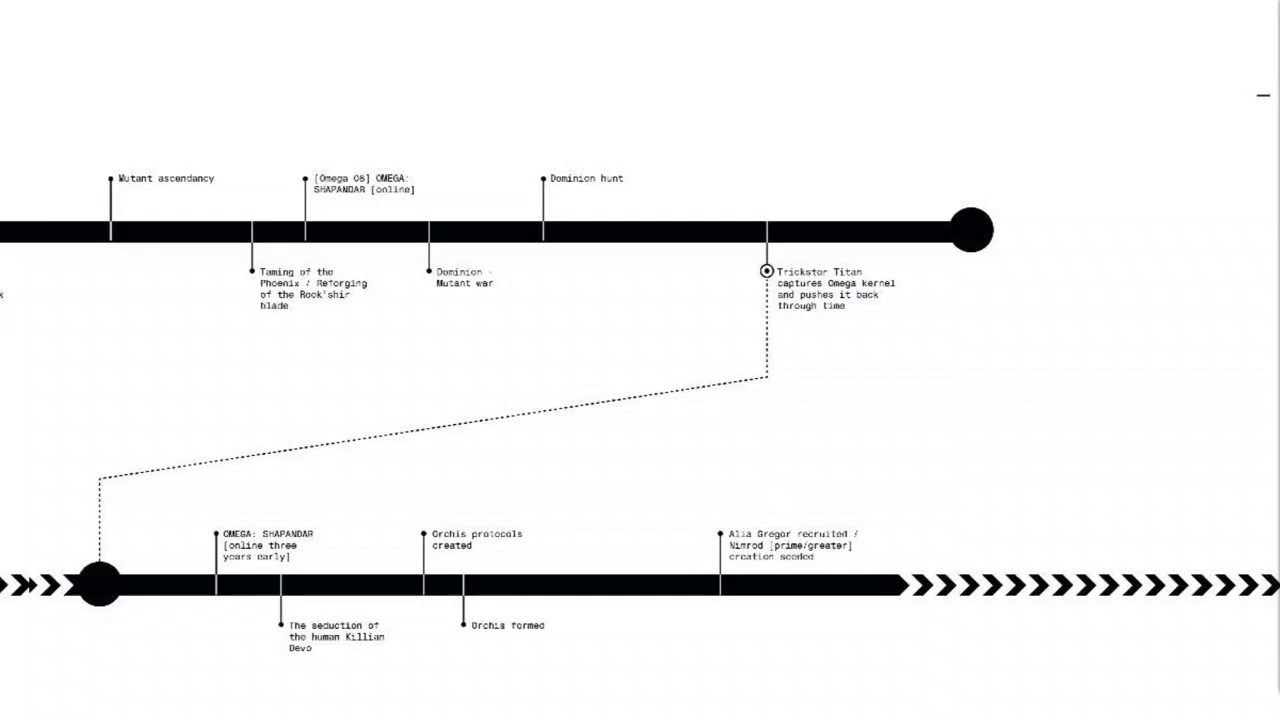 Mutant ascendancy
[Omega 08] OMEGA:
SHAPANDAR [online]
Dominion hunt
Taming of the
Phoenix / Reforging
of the Rook'shir
blade
Dominion -
Mutant war
Trickster Titan
captures Omega kernel
and pushes it back
through time
OMEGA: SHAPANDAR
[online three
years early]
Orchis protocols
created
Alia Gregor recruited /
Nimrod [prime/greater]
creation seeded
The seduction of
the human Killian
Devo
Orchis formed